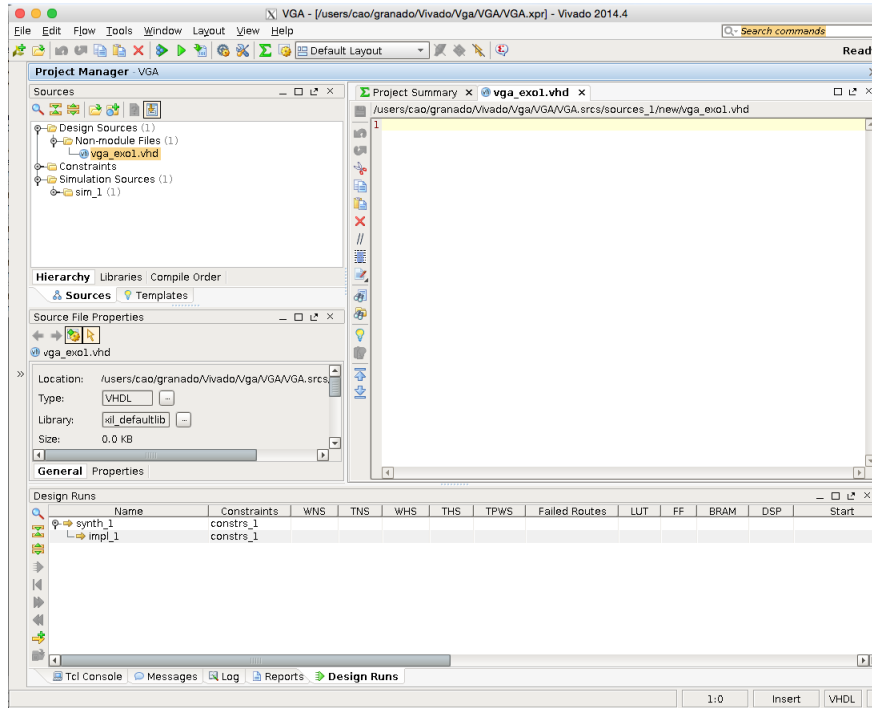 VGA - [/users/cao/granado/Vivado/Vga/VGA/VGA.xpr] - Vivado 2014.4
File Edit Flow Tools Window Layout View Help
Search commands
Default Layout
Read
Project Manager - VGA
Sources
Design Sources (1)
Non-module Files (1)
vga_exo1.vhd
Constraints
Simulation Sources (1)
sim_1 (1)
Hierarchy Libraries Compile Order
Sources Templates
Source File Properties
vga_exo1.vhd
Location: /users/cao/granado/Vivado/Vga/VGA/VGA.srcs/
Type: VHDL
Library: xil_defaultlib
Size: 0.0 KB
General Properties
Project Summary vga_exo1.vhd
/users/cao/granado/Vivado/Vga/VGA/VGA.srcs/sources_1/new/vga_exo1.vhd
1
Design Runs
Name Constraints WNS TNS WHS THS TPWS Failed Routes LUT FF BRAM DSP Start
synth_1 constrs_1
impl_1 constrs_1
Tcl Console Messages Log Reports Design Runs
1:0 Insert VHDL